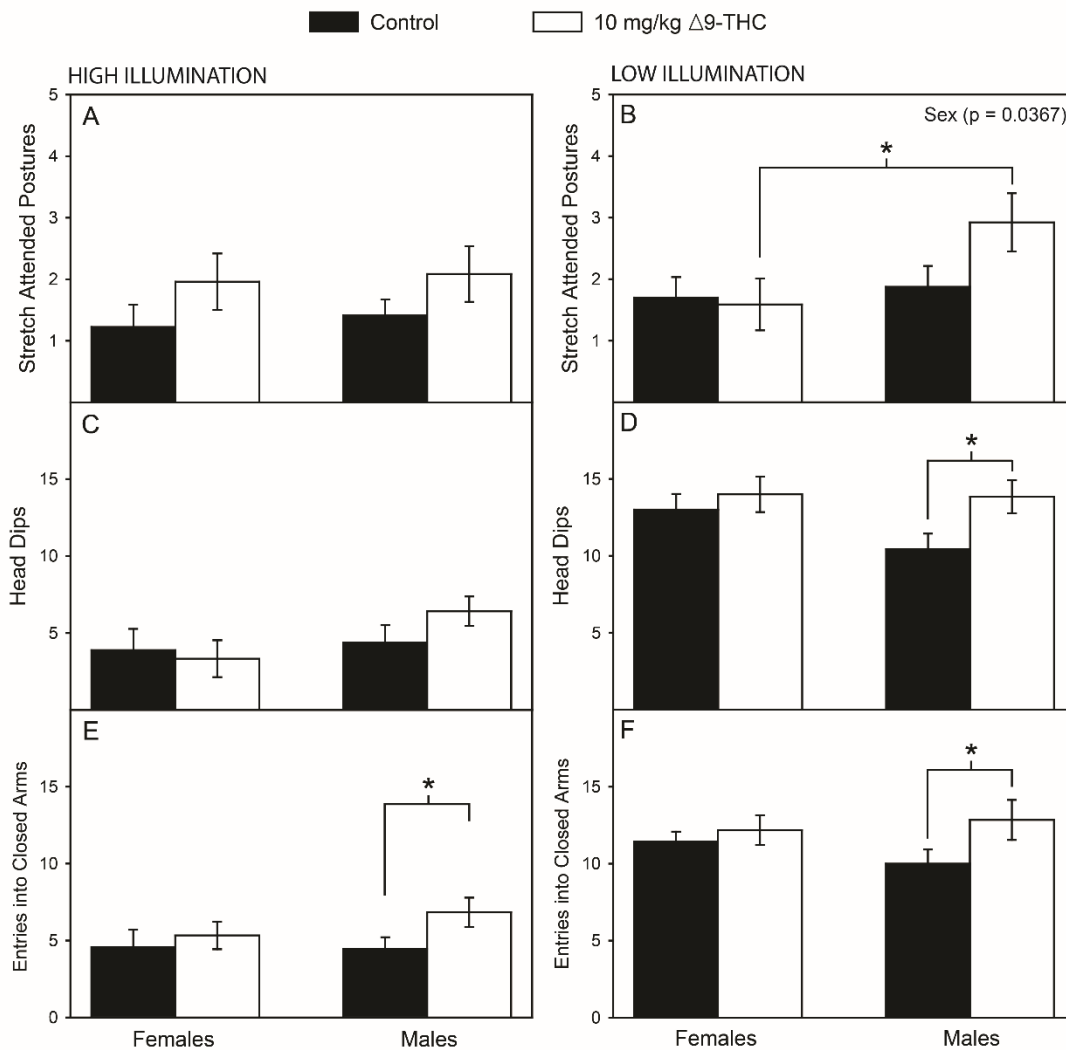 Control 10 mg/kg Δ9-THC
HIGH ILLUMINATION
LOW ILLUMINATION
A
Stretch Attended Postures
5
4
3
2
1
B
Sex (p = 0.0367)
*
Stretch Attended Postures
5
4
3
2
1
C
Head Dips
15
10
5
D
*
Head Dips
15
10
5
E
*
Entries into Closed Arms
15
10
5
0
Females Males
F
*
Entries into Closed Arms
15
10
5
0
Females Males